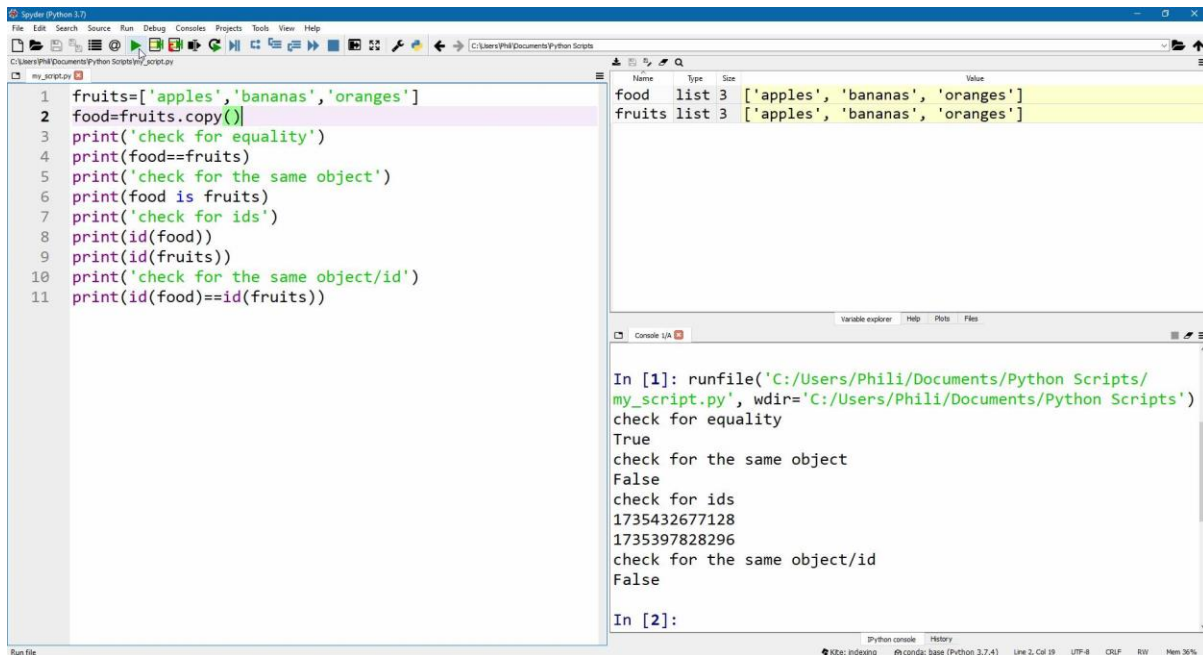 Spyder (Python 3.7)
File Edit Search Source Run Debug Consoles Projects Tools View Help
C:\Users\Phili\Documents\Python Scripts
C:\Users\Phili\Documents\Python Scripts\my_script.py
my_script.py
1 fruits=['apples','bananas','oranges']
2 food=fruits.copy()
3 print('check for equality')
4 print(food==fruits)
5 print('check for the same object')
6 print(food is fruits)
7 print('check for ids')
8 print(id(food))
9 print(id(fruits))
10 print('check for the same object/id')
11 print(id(food)==id(fruits))
Name Type Size Value
food list 3 ['apples', 'bananas', 'oranges']
fruits list 3 ['apples', 'bananas', 'oranges']
Variable explorer Help Plots Files
Console 1/A
In [1]: runfile('C:/Users/Phili/Documents/Python Scripts/
my_script.py', wdir='C:/Users/Phili/Documents/Python Scripts')
check for equality
True
check for the same object
False
check for ids
1735432677128
1735397828296
check for the same object/id
False
In [2]:
IPython console History
Run file Kite: indexing conda: base (Python 3.7.4) Line 2, Col 19 UTF-8 CRLF RW Mem 36%